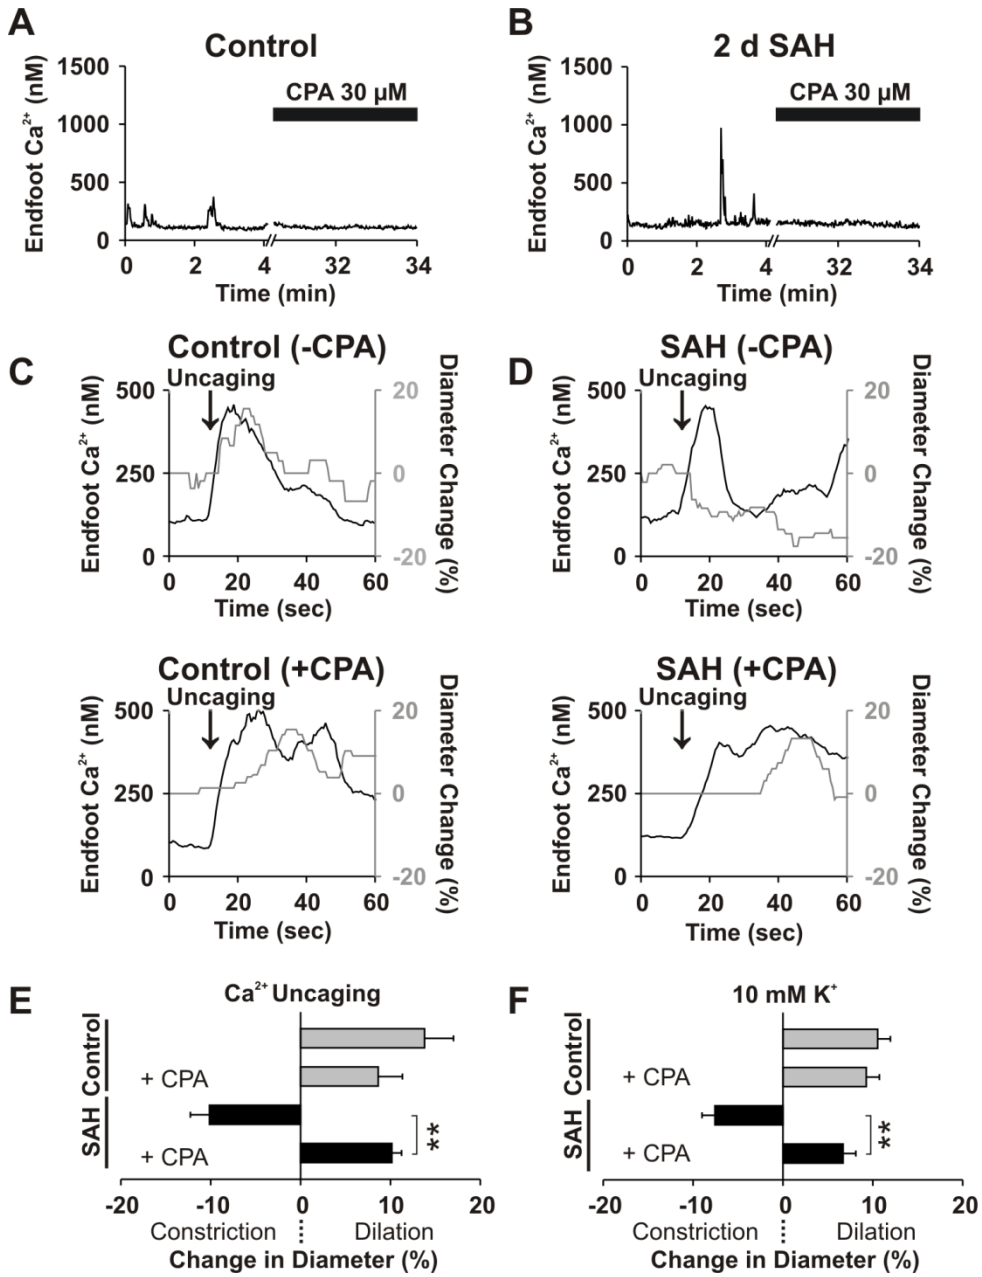 A
Control
Endfoot Ca²⁺ (nM)
1500
1000
500
0
CPA 30 µM
0 2 4 32 34
Time (min)
B
2 d SAH
Endfoot Ca²⁺ (nM)
1500
1000
500
0
CPA 30 µM
0 2 4 32 34
Time (min)
C
Control (-CPA)
Uncaging
Endfoot Ca²⁺ (nM)
500
250
0
20
0
-20
Diameter Change (%)
0 20 40 60
Time (sec)
Control (+CPA)
Uncaging
Endfoot Ca²⁺ (nM)
500
250
0
20
0
-20
Diameter Change (%)
0 20 40 60
Time (sec)
D
SAH (-CPA)
Uncaging
Endfoot Ca²⁺ (nM)
500
250
0
20
0
-20
Diameter Change (%)
0 20 40 60
Time (sec)
SAH (+CPA)
Uncaging
Endfoot Ca²⁺ (nM)
500
250
0
20
0
-20
Diameter Change (%)
0 20 40 60
Time (sec)
E
Ca²⁺ Uncaging
Control
+ CPA
SAH
+ CPA
**
-20 -10 0 10 20
Constriction Dilation
Change in Diameter (%)
F
10 mM K⁺
Control
+ CPA
SAH
+ CPA
**
-20 -10 0 10 20
Constriction Dilation
Change in Diameter (%)